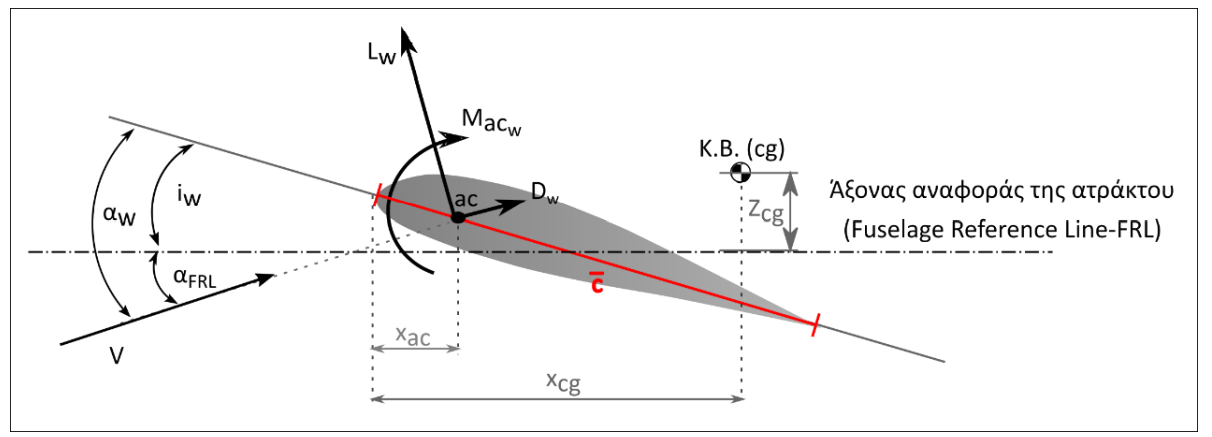 L_w
M_ac_w
K.B. (cg)
i_w
α_w
ac
D_w
z_cg
Άξονας αναφοράς της ατράκτου
(Fuselage Reference Line-FRL)
α_FRL
c̄
V
x_ac
x_cg